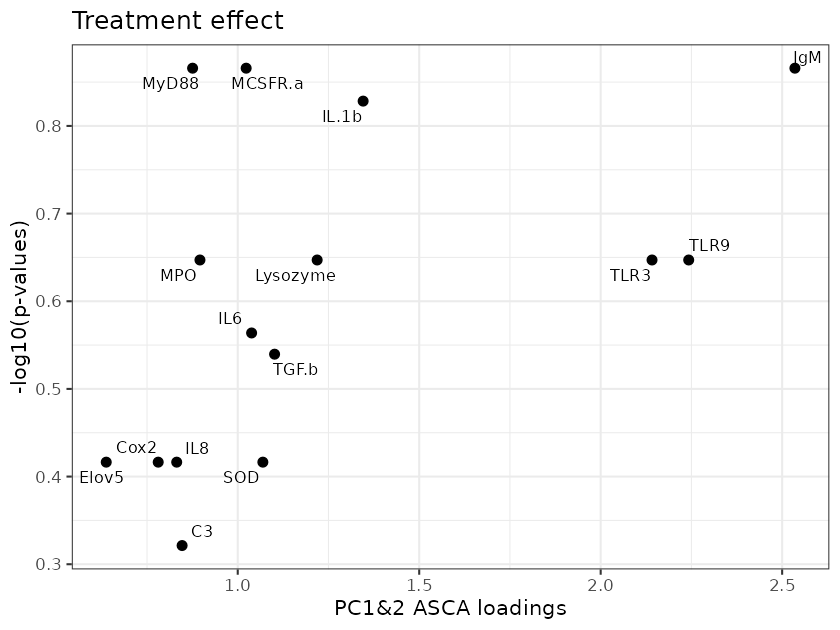 Treatment effect
IgM
MyD88
MCSFR.a
IL.1b
0.8
0.7
TLR9
MPO
Lysozyme
TLR3
0.6
IL6
TGF.b
0.5
Cox2
IL8
Elov5
SOD
0.4
C3
0.3
-log10(p-values)
1.0
1.5
2.0
2.5
PC1&2 ASCA loadings